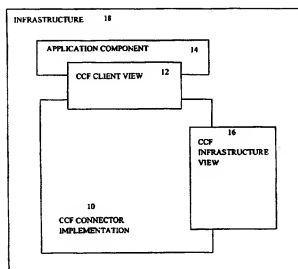 INFRASTRUCTURE 18
APPLICATION COMPONENT 14
CCF CLIENT VIEW 12
16
CCF
INFRASTRUCTURE
VIEW
10
CCF CONNECTOR
IMPLEMENTATION